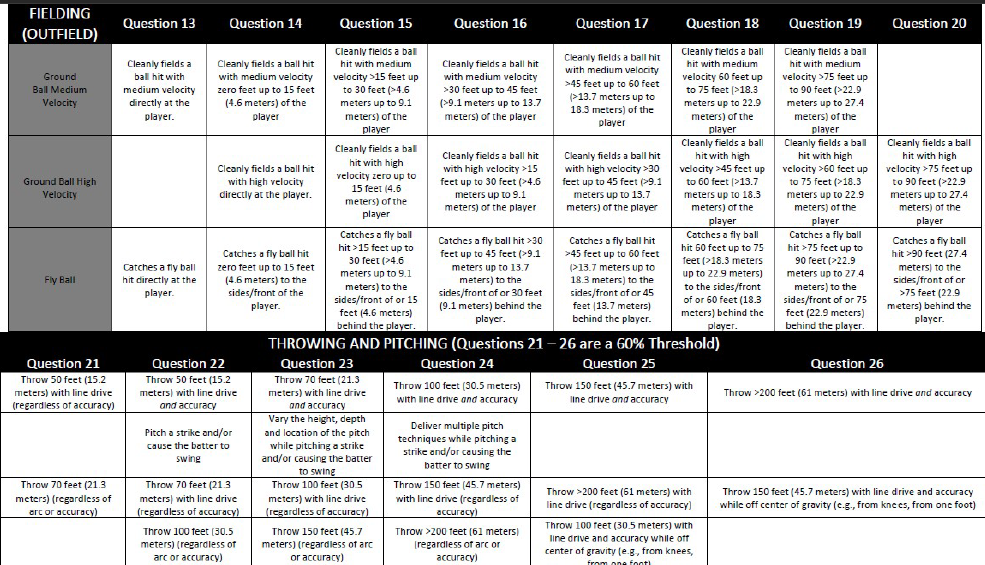 FIELDING
(OUTFIELD)
Question 13
Question 14
Question 15
Question 16
Question 17
Question 18
Question 19
Question 20
Ground
Ball Medium
Velocity
Cleanly fields a
ball hit with
medium velocity
directly at the
player.
Cleanly fields a ball hit
with medium velocity
zero feet up to 15 feet
(4.6 meters) of the
player
Cleanly fields a ball
hit with medium
velocity >15 feet up
to 30 feet (>4.6
meters up to 9.1
meters) of the
player
Cleanly fields a ball hit
with medium velocity
>30 feet up to 45 feet
(>9.1 meters up to 13.7
meters) of the player
Cleanly fields a ball hit
with medium velocity
>45 feet up to 60 feet
(>13.7 meters up to
18.3 meters) of the
player
Cleanly fields a ball
hit with medium
velocity 60 feet up
to 75 feet (>18.3
meters up to 22.9
meters) of the
player
Cleanly fields a ball
hit with medium
velocity >75 feet up
to 90 feet (>22.9
meters up to 27.4
meters) of the
player
Ground Ball High
Velocity
Cleanly fields a ball hit
with high velocity
directly at the player.
Cleanly fields a ball
hit with high
velocity zero up to
15 feet (4.6
meters) of the
player
Cleanly fields a ball hit
with high velocity >15
feet up to 30 feet (>4.6
meters up to 9.1
meters) of the player
Cleanly fields a ball hit
with high velocity >30
feet up to 45 feet (>9.1
meters up to 13.7
meters) of the player
Cleanly fields a ball
hit with high
velocity >45 feet up
to 60 feet (>13.7
meters up to 18.3
meters) of the
player
Cleanly fields a ball
hit with high
velocity >60 feet up
to 75 feet (>18.3
meters up to 22.9
meters) of the
player
Cleanly fields a ball
hit with high
velocity >75 feet up
to 90 feet (>22.9
meters up to 27.4
meters) of the
player
Fly Ball
Catches a fly ball
hit directly at the
player.
Catches a fly ball hit
zero feet up to 15 feet
(4.6 meters) to the
sides/front of the
player.
Catches a fly ball
hit >15 feet up to
30 feet (>4.6
meters up to 9.1
meters) to the
sides/front of or 15
feet (4.6 meters)
behind the player.
Catches a fly ball hit >30
feet up to 45 feet (>9.1
meters up to 13.7
meters) to the
sides/front of or 30 feet
(9.1 meters) behind the
player.
Catches a fly ball hit
>45 feet up to 60 feet
(>13.7 meters up to
18.3 meters) to the
sides/front of or 45
feet (13.7 meters)
behind the player.
Catches a fly ball
hit 60 feet up to 75
feet (>18.3 meters
up to 22.9 meters)
to the sides/front
of or 60 feet (18.3
meters) behind the
player.
Catches a fly ball
hit >75 feet up to
90 feet (>22.9
meters up to 27.4
meters) to the
sides/front of or 75
feet (22.9 meters)
behind the player.
Catches a fly ball
hit >90 feet (27.4
meters) to the
sides/front of or
>75 feet (22.9
meters) behind the
player.
THROWING AND PITCHING (Questions 21 – 26 are a 60% Threshold)
Question 21
Question 22
Question 23
Question 24
Question 25
Question 26
Throw 50 feet (15.2
meters) with line drive
(regardless of accuracy)
Throw 50 feet (15.2
meters) with line drive
and accuracy
Throw 70 feet (21.3
meters) with line drive
and accuracy
Throw 100 feet (30.5 meters)
with line drive and accuracy
Throw 150 feet (45.7 meters) with
line drive and accuracy
Throw >200 feet (61 meters) with line drive and accuracy
Pitch a strike and/or
cause the batter to
swing
Vary the height, depth
and location of the pitch
while pitching a strike
and/or causing the batter
to swing
Deliver multiple pitch
techniques while pitching a
strike and/or causing the
batter to swing
Throw 70 feet (21.3
meters) (regardless of
arc or accuracy)
Throw 70 feet (21.3
meters) with line drive
(regardless of accuracy)
Throw 100 feet (30.5
meters) with line drive
(regardless of accuracy)
Throw 150 feet (45.7 meters)
with line drive (regardless of
accuracy)
Throw >200 feet (61 meters) with
line drive (regardless of accuracy)
Throw 150 feet (45.7 meters) with line drive and accuracy
while off center of gravity (e.g., from knees, from one foot)
Throw 100 feet (30.5
meters) (regardless of
arc or accuracy)
Throw 150 feet (45.7
meters) (regardless of arc
or accuracy)
Throw >200 feet (61 meters)
(regardless of arc or
accuracy)
Throw 100 feet (30.5 meters) with
line drive and accuracy while off
center of gravity (e.g., from knees,
from one foot)